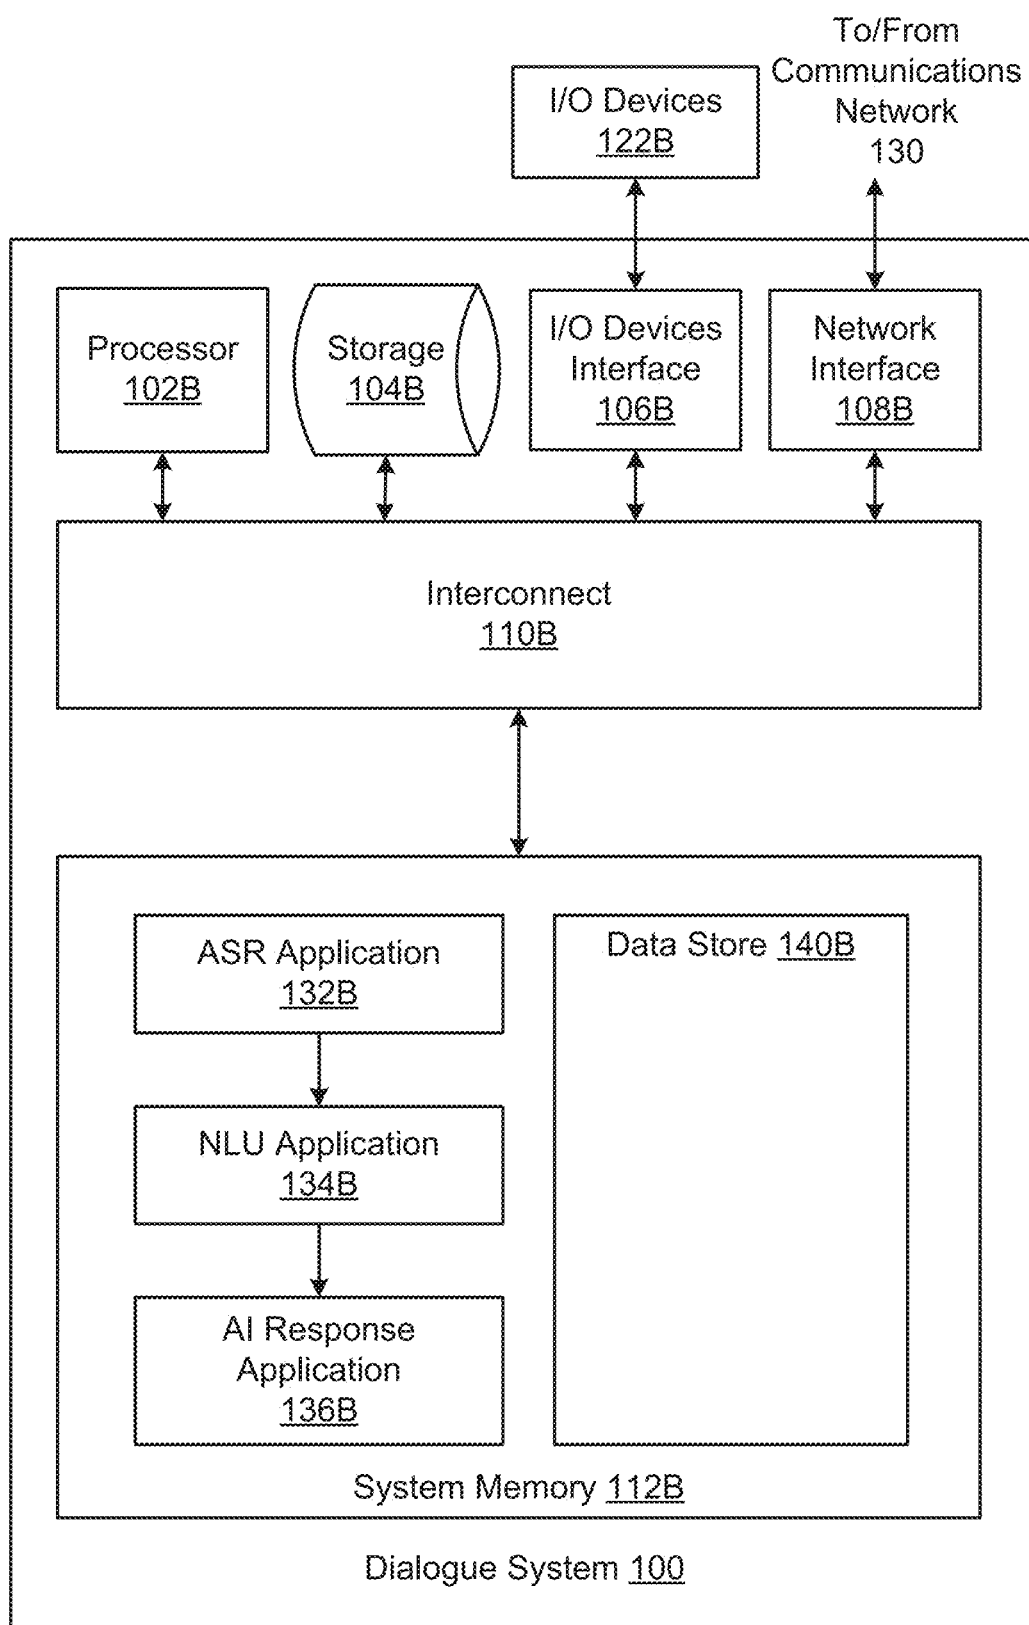 To/From
Communications
Network
130
I/O Devices
122B
Processor
102B
Storage
104B
I/O Devices
Interface
106B
Network
Interface
108B
Interconnect
110B
ASR Application
132B
Data Store 140B
NLU Application
134B
AI Response
Application
136B
System Memory 112B
Dialogue System 100